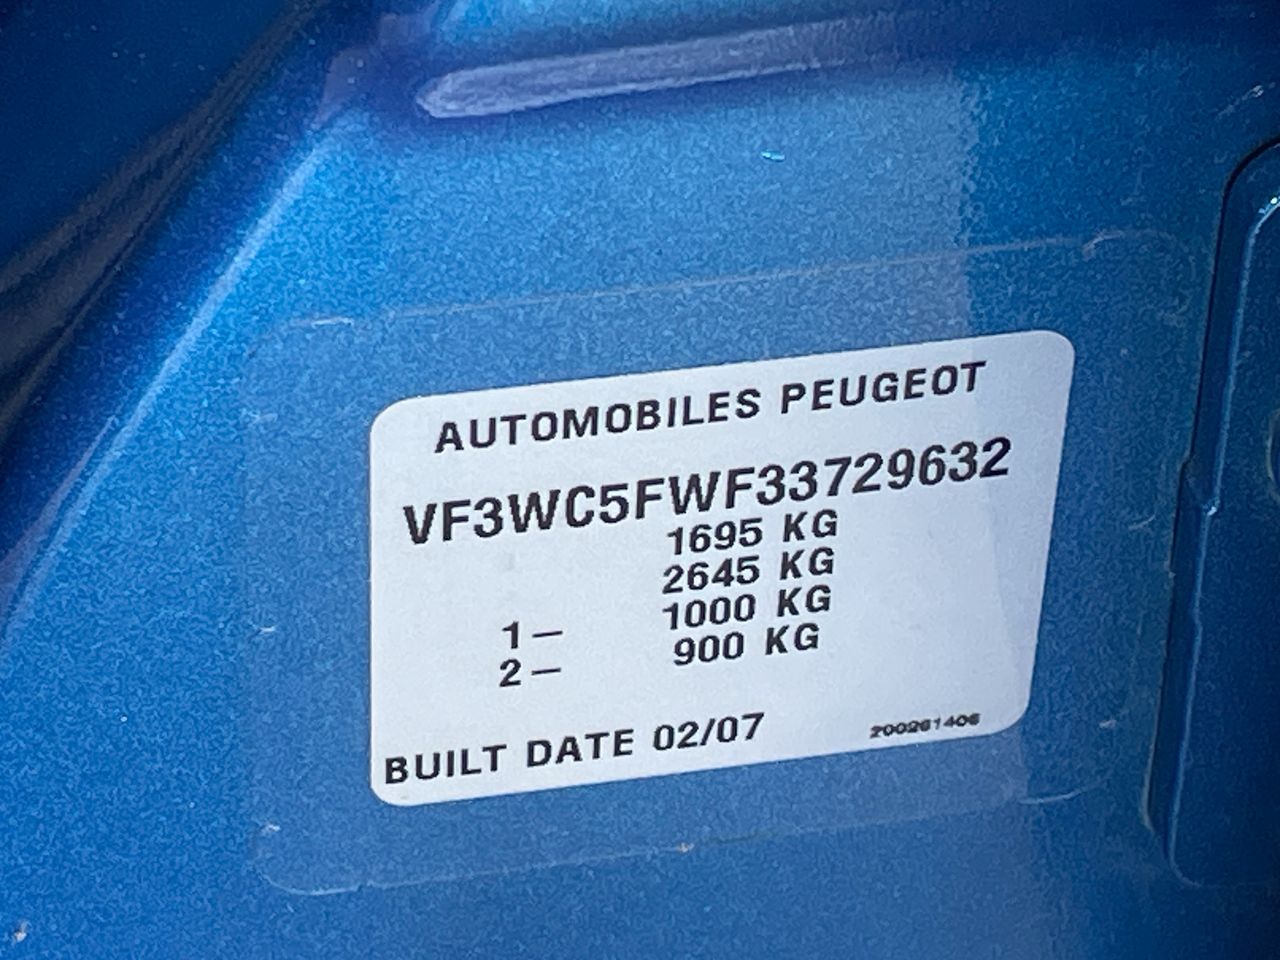 AUTOMOBILES PEUGEOT
VF3WC5FWF33729632
1695 KG
2645 KG
1- 1000 KG
2- 900 KG
BUILT DATE 02/07
200261406